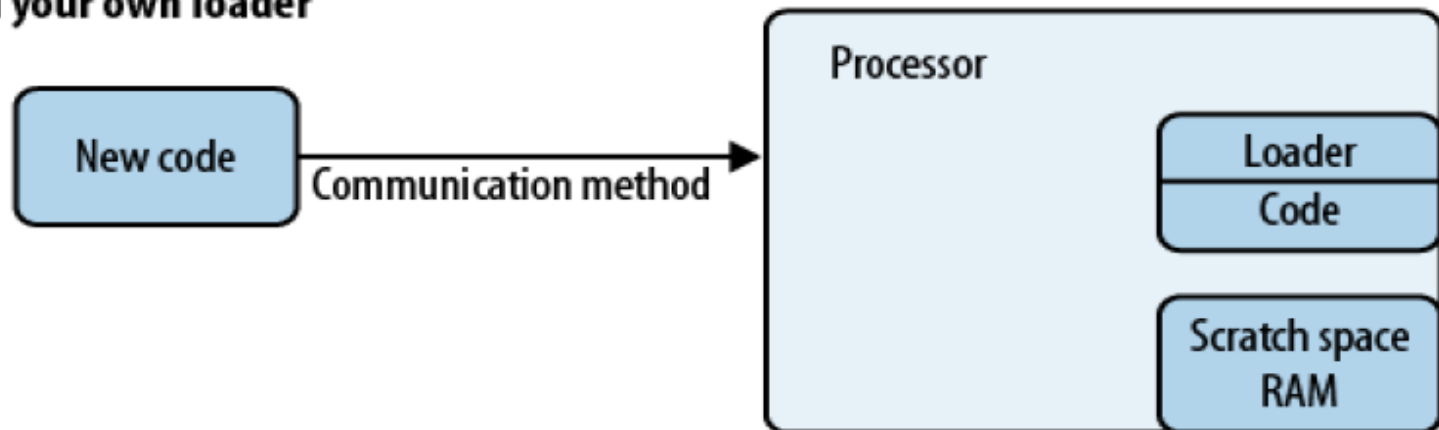 your own loader
Processor
New code
Communication method
Loader
Code
Scratch space
RAM